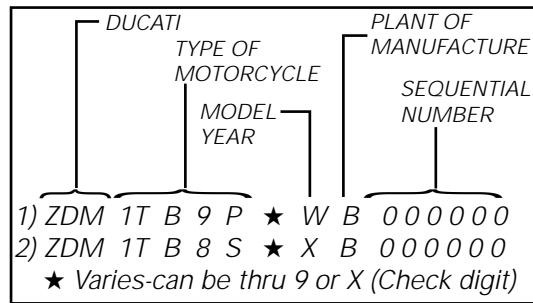 DUCATI
TYPE OF
MOTORCYCLE
MODEL
YEAR
PLANT OF
MANUFACTURE
SEQUENTIAL
NUMBER
1) ZDM 1T B 9 P ★ W B 000000
2) ZDM 1T B 8 S ★ X B 000000
★ Varies-can be thru 9 or X (Check digit)